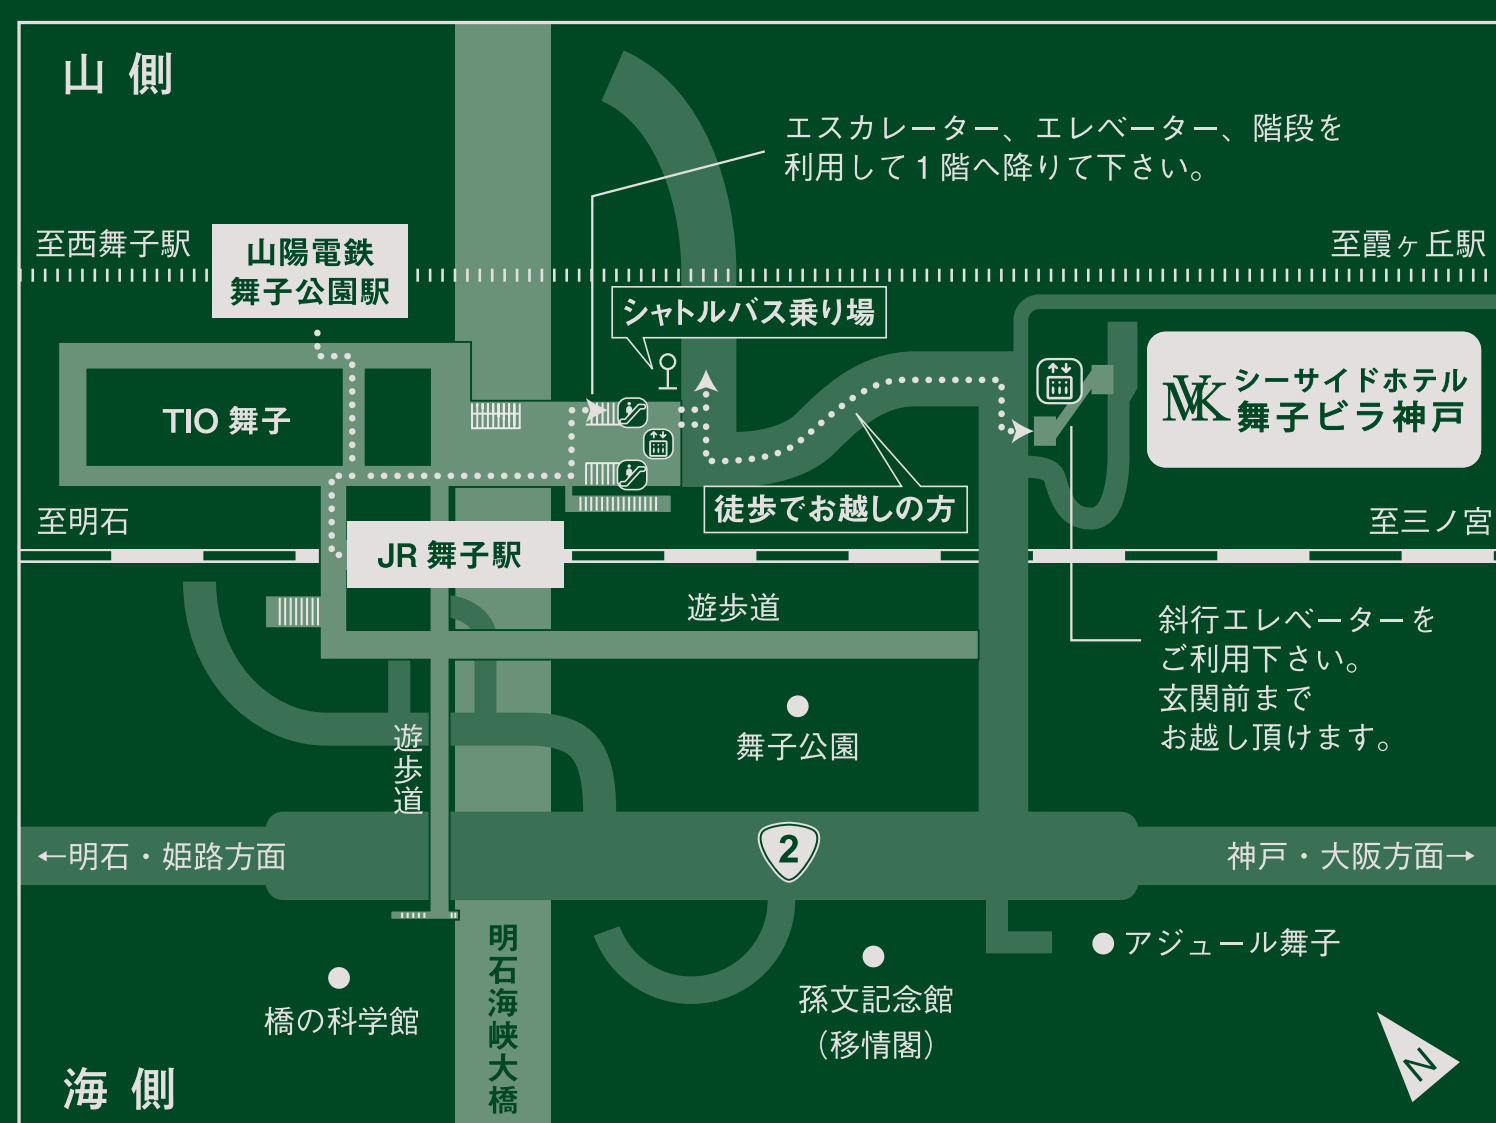 山側
エスカレーター、エレベーター、階段を
利用して1階へ降りて下さい。
至西舞子駅
山陽電鉄
舞子公園駅
至霞ヶ丘駅
シャトルバス乗り場
シーサイドホテル
舞子ビラ神戸
TIO 舞子
徒歩でお越しの方
至明石
至三ノ宮
JR 舞子駅
遊歩道
斜行エレベーターを
ご利用下さい。
玄関前まで
お越し頂けます。
舞子公園
遊歩道
←明石・姫路方面
2
神戸・大阪方面→
明石海峡大橋
アジュール舞子
橋の科学館
孫文記念館
（移情閣）
海側
N